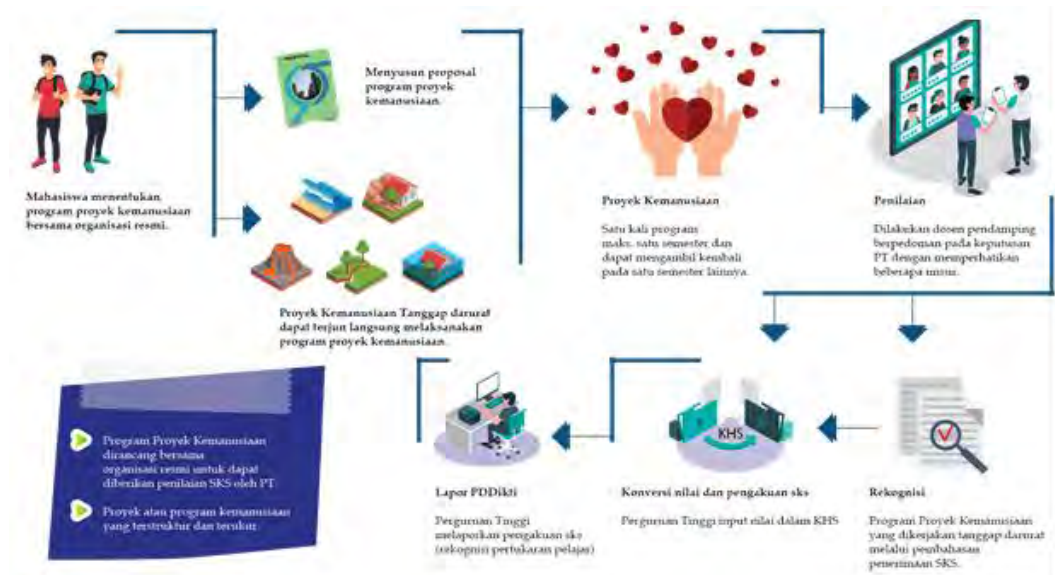 Mahasiswa menentukan
program proyek kemanusiaan
bersama organisasi resmi.
Menyusun proposal
program proyek
kemanusiaan.
Proyek Kemanusiaan Tanggap darurat
dapat terjun langsung melaksanakan
program proyek kemanusiaan.
Proyek Kemanusiaan
Satu kali program
maks. satu semester dan
dapat mengambil kembali
pada satu semester lainnya.
Penilaian
Dilakukan dosen pendamping
berpedoman pada keputusan
PT dengan memperhatikan
beberapa unsur.
Rekognisi
Program Proyek Kemanusiaan
yang dikerjakan tanggap darurat
melalui pembahasan
penerimaan SKS.
KHS
Konversi nilai dan pengakuan sks
Perguruan Tinggi input nilai dalam KHS
Lapor PDDikti
Perguruan Tinggi
melaporkan pengakuan sks
(rekognisi pertukaran pelajar)
Program Proyek Kemanusiaan
dirancang bersama
organisasi resmi untuk dapat
diberikan penilaian SKS oleh PT
Proyek atau program kemanusiaan
yang terstruktur dan terukur